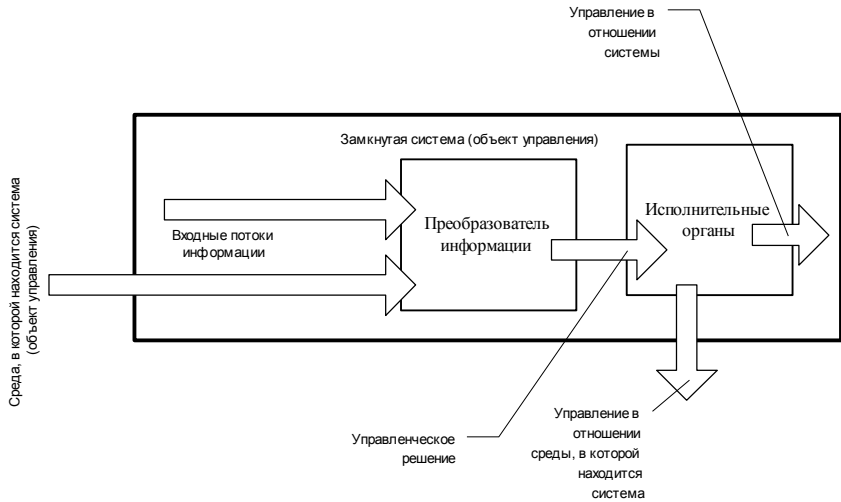 Управление в
отношении
системы
Замкнутая система (объект управления)
Среда, в которой находится система
(объект управления)
Входные потоки
информации
Преобразователь
информации
Исполнительные
органы
Управленческое
решение
Управление в
отношении
среды, в которой
находится
система